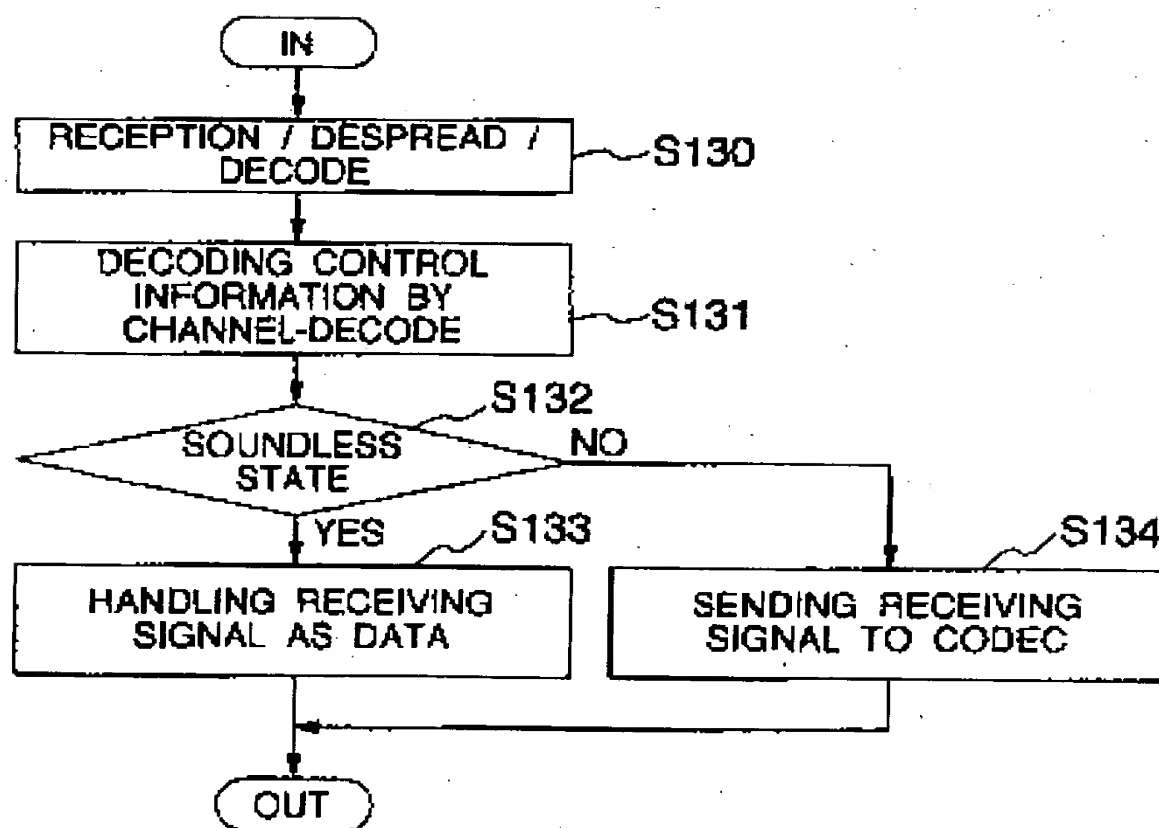 IN
RECEPTION / DESPREAD /
DECODE
S130
DECODING CONTROL
INFORMATION BY
CHANNEL-DECODE
S131
S132
SOUNDLESS
STATE
NO
YES
S133
S134
HANDLING RECEIVING
SIGNAL AS DATA
SENDING RECEIVING
SIGNAL TO CODEC
OUT